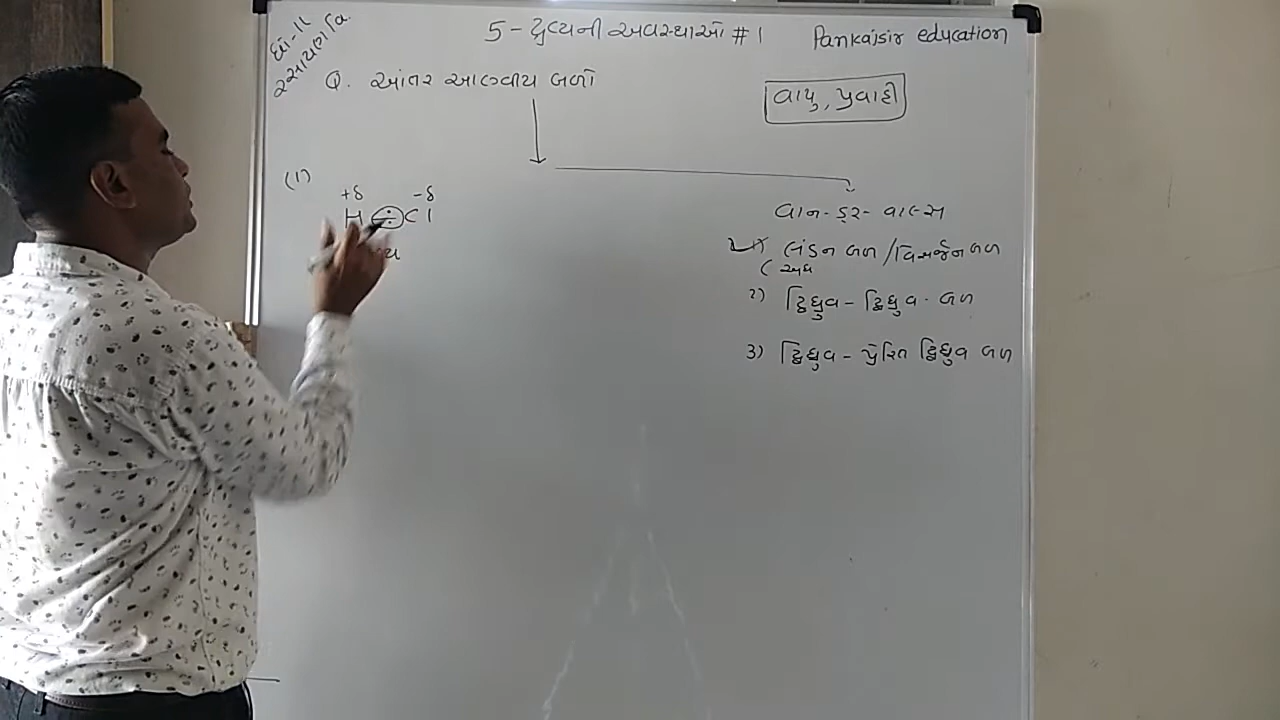 ધો-11
રસાયણ વિ.
5 - દ્રવ્યની અવસ્થાઓ #1
Pankajsir education
Q. આંતર આણ્વીય બળો
વાયુ, પ્રવાહી
(1)
+δ -δ
H Cl
વાન - ડર - વાલ્સ
લંડન બળ / વિસર્જન બળ
2) દ્વિધ્રુવ - દ્વિધ્રુવ બળ
3) દ્વિધ્રુવ - પ્રેરિત દ્વિધ્રુવ બળ